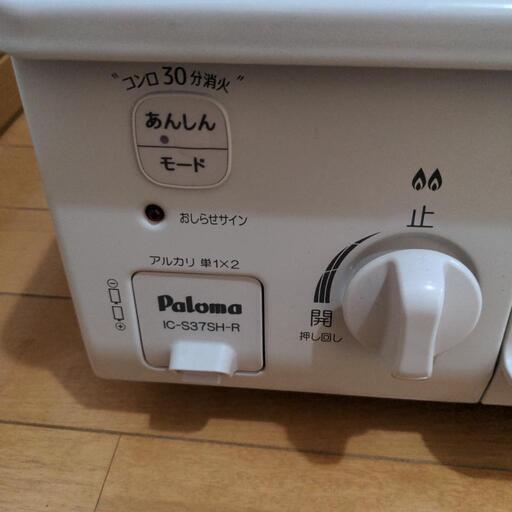 "コンロ30分消火"
あんしん
モード
おしらせサイン
止
アルカリ 単1×2
Paloma
IC-S37SH-R
開
押し回し
⊖
⊕